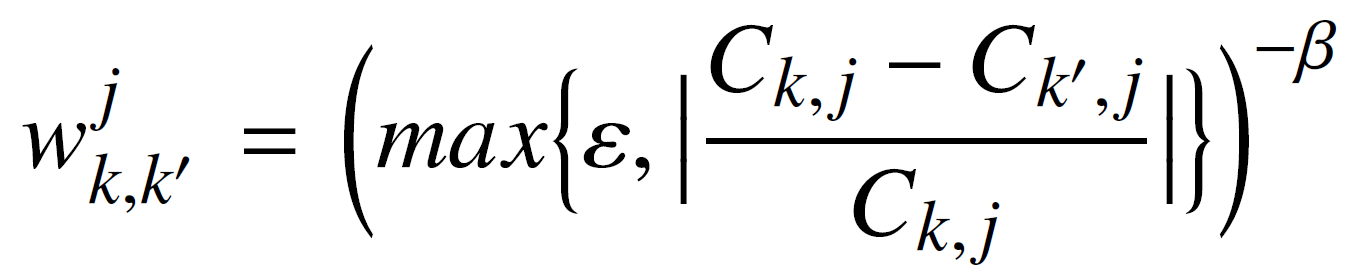 w^j_{k,k′} = (max{ε, |(C_{k,j} − C_{k′,j}) / C_{k,j}|})^{−β}